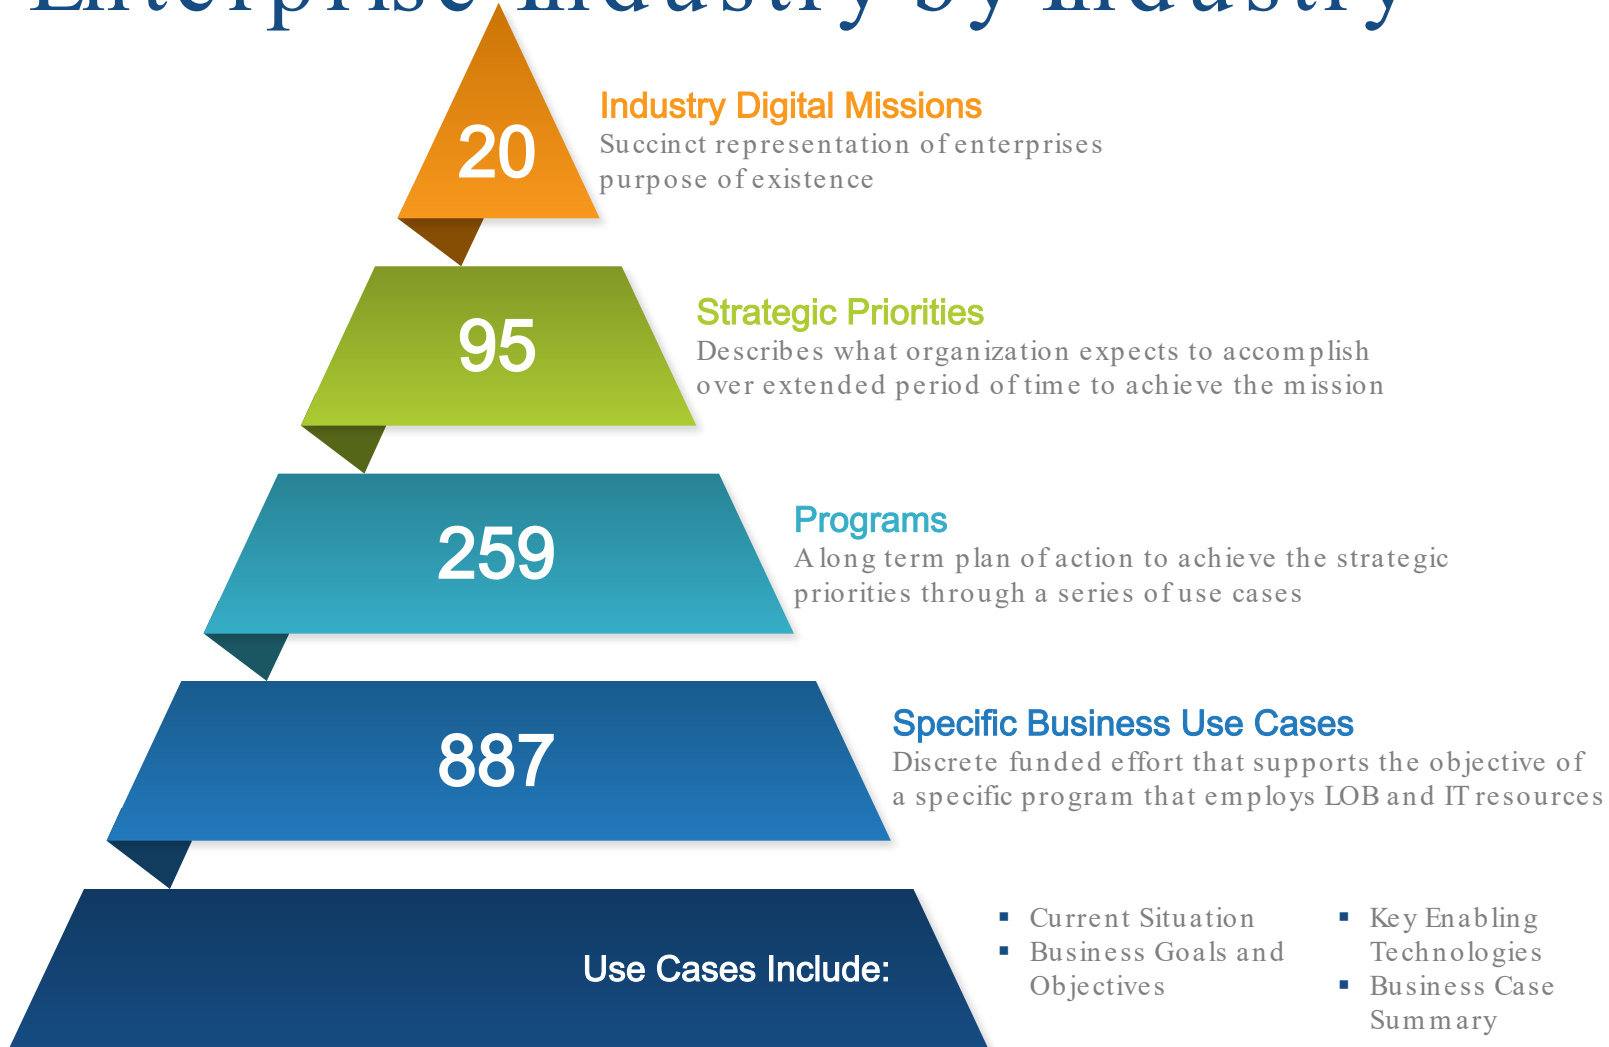 Enterprise Industry by Industry
20
Industry Digital Missions
Succinct representation of enterprises
purpose of existence
95
Strategic Priorities
Describes what organization expects to accomplish
over extended period of time to achieve the mission
259
Programs
A long term plan of action to achieve the strategic
priorities through a series of use cases
887
Specific Business Use Cases
Discrete funded effort that supports the objective of
a specific program that employs LOB and IT resources
Use Cases Include:
▪ Current Situation
▪ Business Goals and
Objectives
▪ Key Enabling
Technologies
▪ Business Case
Summary